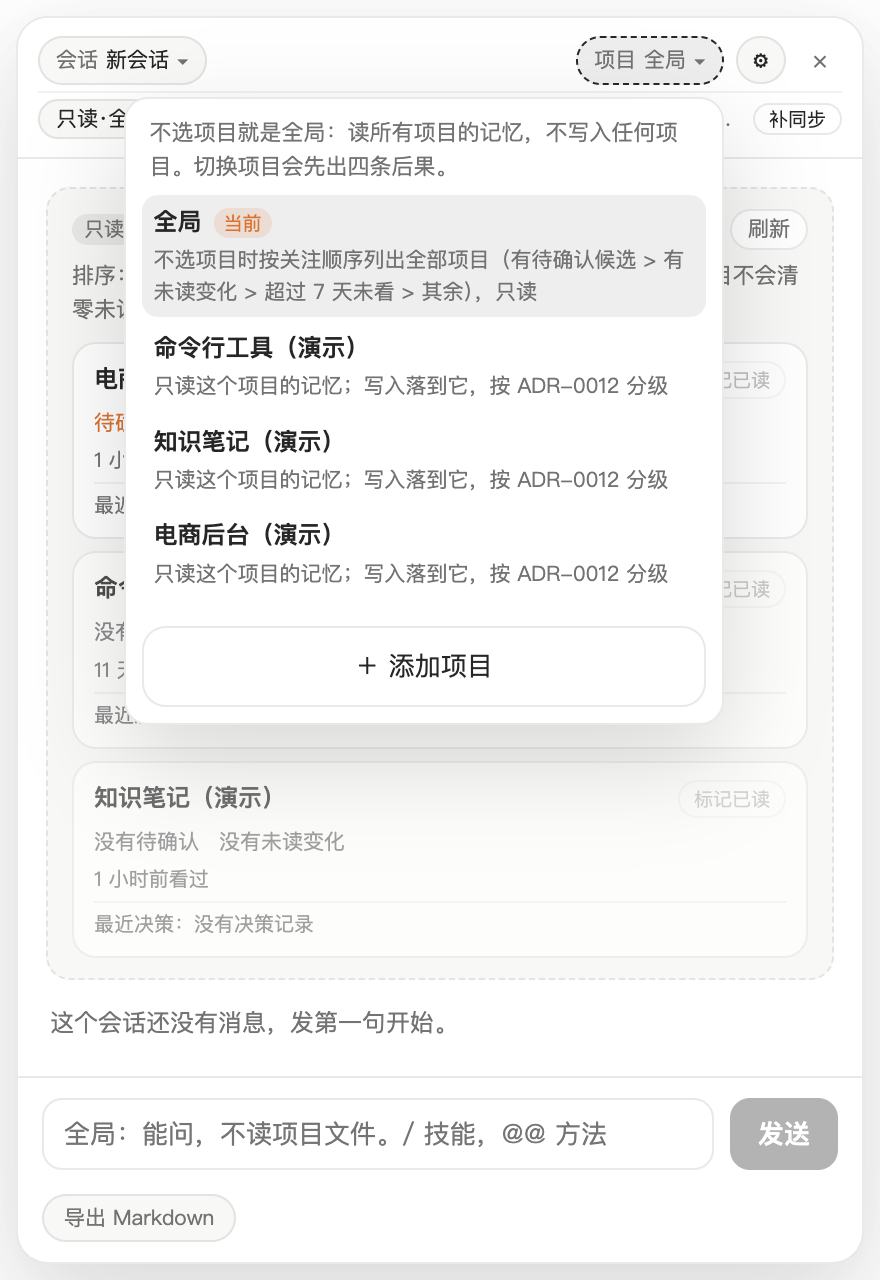 会话 新会话
项目 全局
只读·全
补同步
不选项目就是全局：读所有项目的记忆，不写入任何项
目。切换项目会先出四条后果。
全局 当前
不选项目时按关注顺序列出全部项目（有待确认候选 > 有
未读变化 > 超过 7 天未看 > 其余），只读
命令行工具（演示）
只读这个项目的记忆；写入落到它，按 ADR-0012 分级
知识笔记（演示）
只读这个项目的记忆；写入落到它，按 ADR-0012 分级
电商后台（演示）
只读这个项目的记忆；写入落到它，按 ADR-0012 分级
+ 添加项目
只读
刷新
排序：
目不会清
零未
电
已读
待
1 小
最近
命
已读
没有
11
最近
知识笔记（演示）
标记已读
没有待确认 没有未读变化
1 小时前看过
最近决策：没有决策记录
这个会话还没有消息，发第一句开始。
全局：能问，不读项目文件。/ 技能，@@ 方法
发送
导出 Markdown